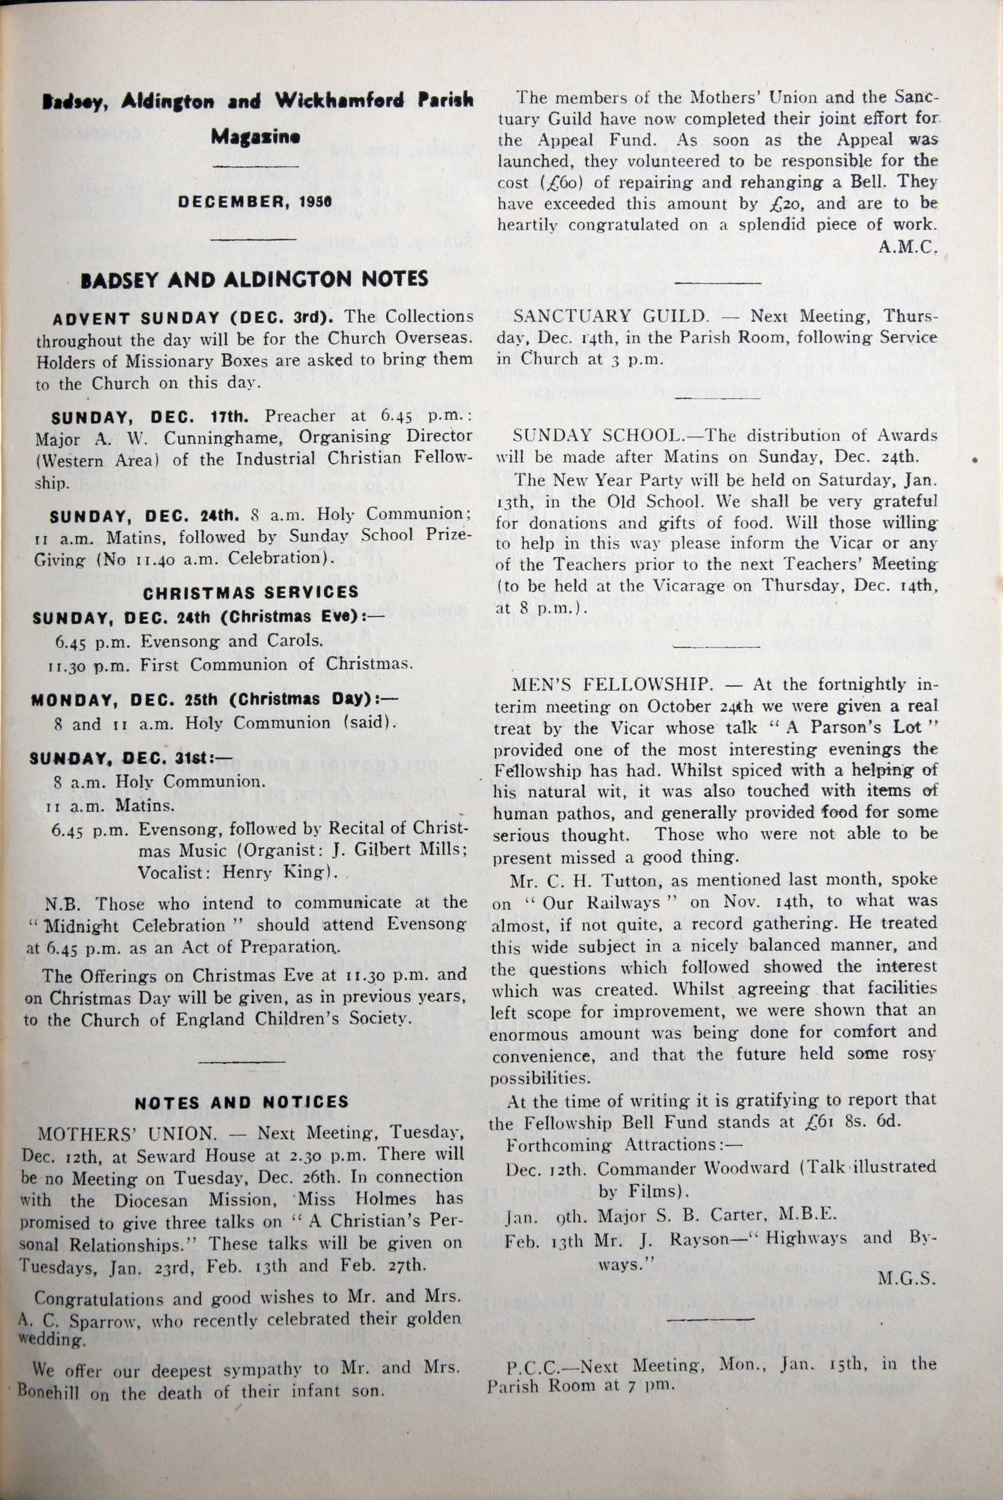 Badsey, Aldington and Wickhamford Parish
Magazine
DECEMBER, 1950
BADSEY AND ALDINGTON NOTES
ADVENT SUNDAY (DEC. 3rd). The Collections
throughout the day will be for the Church Overseas.
Holders of Missionary Boxes are asked to bring them
to the Church on this day.
SUNDAY, DEC. 17th. Preacher at 6.45 p.m.:
Major A. W. Cunninghame, Organising Director
(Western Area) of the Industrial Christian Fellow-
ship.
SUNDAY, DEC. 24th. 8 a.m. Holy Communion;
11 a.m. Matins, followed by Sunday School Prize-
Giving (No 11.40 a.m. Celebration).
CHRISTMAS SERVICES
SUNDAY, DEC. 24th (Christmas Eve):—
6.45 p.m. Evensong and Carols.
11.30 p.m. First Communion of Christmas.
MONDAY, DEC. 25th (Christmas Day):—
8 and 11 a.m. Holy Communion (said).
SUNDAY, DEC. 31st:—
8 a.m. Holy Communion.
11 a.m. Matins.
6.45 p.m. Evensong, followed by Recital of Christ-
mas Music (Organist: J. Gilbert Mills;
Vocalist: Henry King).
N.B. Those who intend to communicate at the
“Midnight Celebration” should attend Evensong
at 6.45 p.m. as an Act of Preparation.
The Offerings on Christmas Eve at 11.30 p.m. and
on Christmas Day will be given, as in previous years,
to the Church of England Children's Society.
NOTES AND NOTICES
MOTHERS' UNION. — Next Meeting, Tuesday,
Dec. 12th, at Seward House at 2.30 p.m. There will
be no Meeting on Tuesday, Dec. 26th. In connection
with the Diocesan Mission, Miss Holmes has
promised to give three talks on “A Christian's Per-
sonal Relationships.” These talks will be given on
Tuesdays, Jan. 23rd, Feb. 13th and Feb. 27th.
Congratulations and good wishes to Mr. and Mrs.
A. C. Sparrow, who recently celebrated their golden
wedding.
We offer our deepest sympathy to Mr. and Mrs.
Bonehill on the death of their infant son.
The members of the Mothers' Union and the Sanc-
tuary Guild have now completed their joint effort for
the Appeal Fund. As soon as the Appeal was
launched, they volunteered to be responsible for the
cost (£60) of repairing and rehanging a Bell. They
have exceeded this amount by £20, and are to be
heartily congratulated on a splendid piece of work.
A.M.C.
SANCTUARY GUILD. — Next Meeting, Thurs-
day, Dec. 14th, in the Parish Room, following Service
in Church at 3 p.m.
SUNDAY SCHOOL.—The distribution of Awards
will be made after Matins on Sunday, Dec. 24th.
The New Year Party will be held on Saturday, Jan.
13th, in the Old School. We shall be very grateful
for donations and gifts of food. Will those willing
to help in this way please inform the Vicar or any
of the Teachers prior to the next Teachers' Meeting
(to be held at the Vicarage on Thursday, Dec. 14th,
at 8 p.m.).
MEN'S FELLOWSHIP. — At the fortnightly in-
terim meeting on October 24th we were given a real
treat by the Vicar whose talk “A Parson's Lot”
provided one of the most interesting evenings the
Fellowship has had. Whilst spiced with a helping of
his natural wit, it was also touched with items of
human pathos, and generally provided food for some
serious thought. Those who were not able to be
present missed a good thing.
Mr. C. H. Tutton, as mentioned last month, spoke
on “Our Railways” on Nov. 14th, to what was
almost, if not quite, a record gathering. He treated
this wide subject in a nicely balanced manner, and
the questions which followed showed the interest
which was created. Whilst agreeing that facilities
left scope for improvement, we were shown that an
enormous amount was being done for comfort and
convenience, and that the future held some rosy
possibilities.
At the time of writing it is gratifying to report that
the Fellowship Bell Fund stands at £61 8s. 6d.
Forthcoming Attractions:—
Dec. 12th. Commander Woodward (Talk illustrated
by Films).
Jan. 9th. Major S. B. Carter, M.B.E.
Feb. 13th Mr. J. Rayson—“Highways and By-
ways.”
M.G.S.
P.C.C.—Next Meeting, Mon., Jan. 15th, in the
Parish Room at 7 pm.